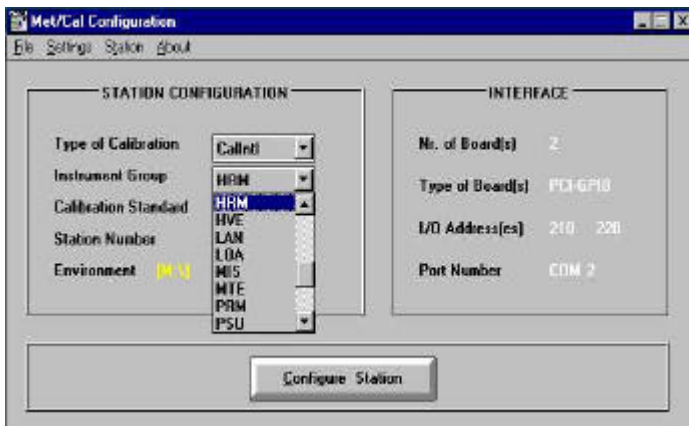 Met/Cal Configuration
File Settings Station About
STATION CONFIGURATION
Type of Calibration
Instrument Group HRM
Calibration Standard HRM
HVE
Station Number LAN
LOA
Environment [M:\] MIS
MTE
PRM
PSU
INTERFACE
Nr. of Board(s) 2
Type of Board(s) PCI-GPIB
I/O Address(es) 210 220
Port Number COM 2
Configure Station